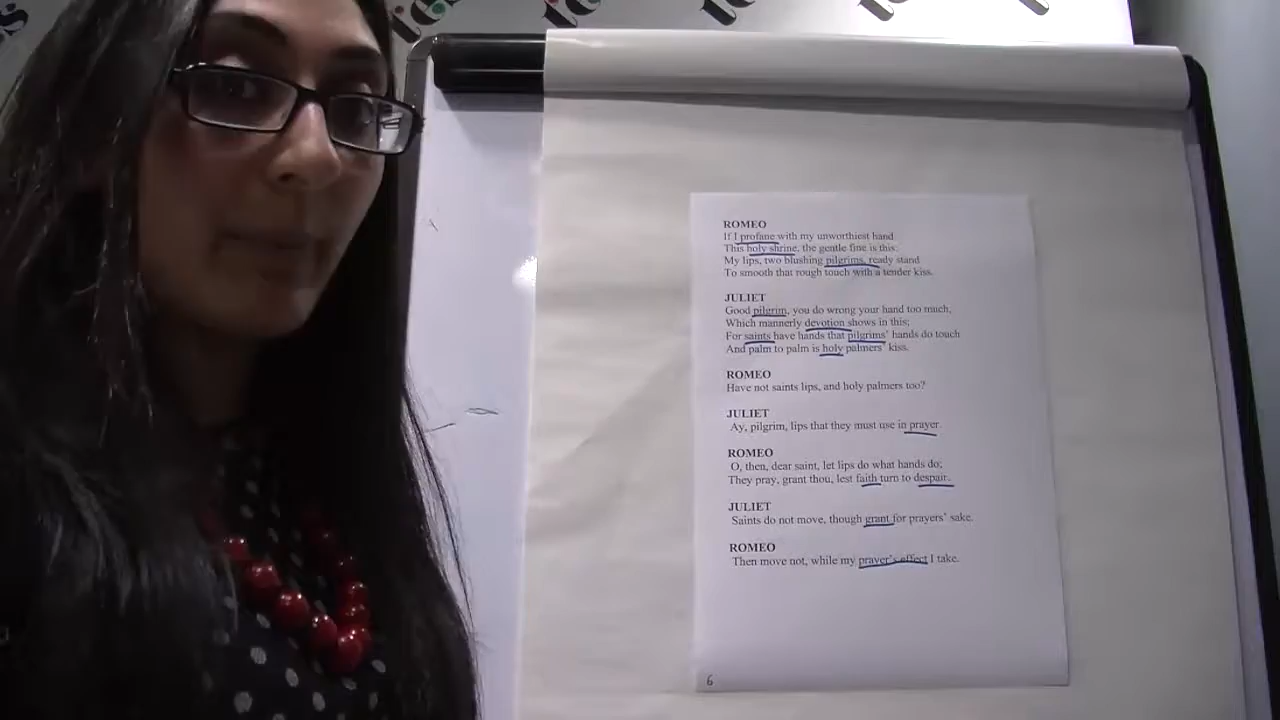 tes tes tes tes tes
ROMEO
If I profane with my unworthiest hand
This holy shrine, the gentle fine is this:
My lips, two blushing pilgrims, ready stand
To smooth that rough touch with a tender kiss.
JULIET
Good pilgrim, you do wrong your hand too much,
Which mannerly devotion shows in this;
For saints have hands that pilgrims' hands do touch
And palm to palm is holy palmers' kiss.
ROMEO
Have not saints lips, and holy palmers too?
JULIET
Ay, pilgrim, lips that they must use in prayer.
ROMEO
O, then, dear saint, let lips do what hands do;
They pray, grant thou, lest faith turn to despair.
JULIET
Saints do not move, though grant for prayers' sake.
ROMEO
Then move not, while my prayer's effect I take.
6